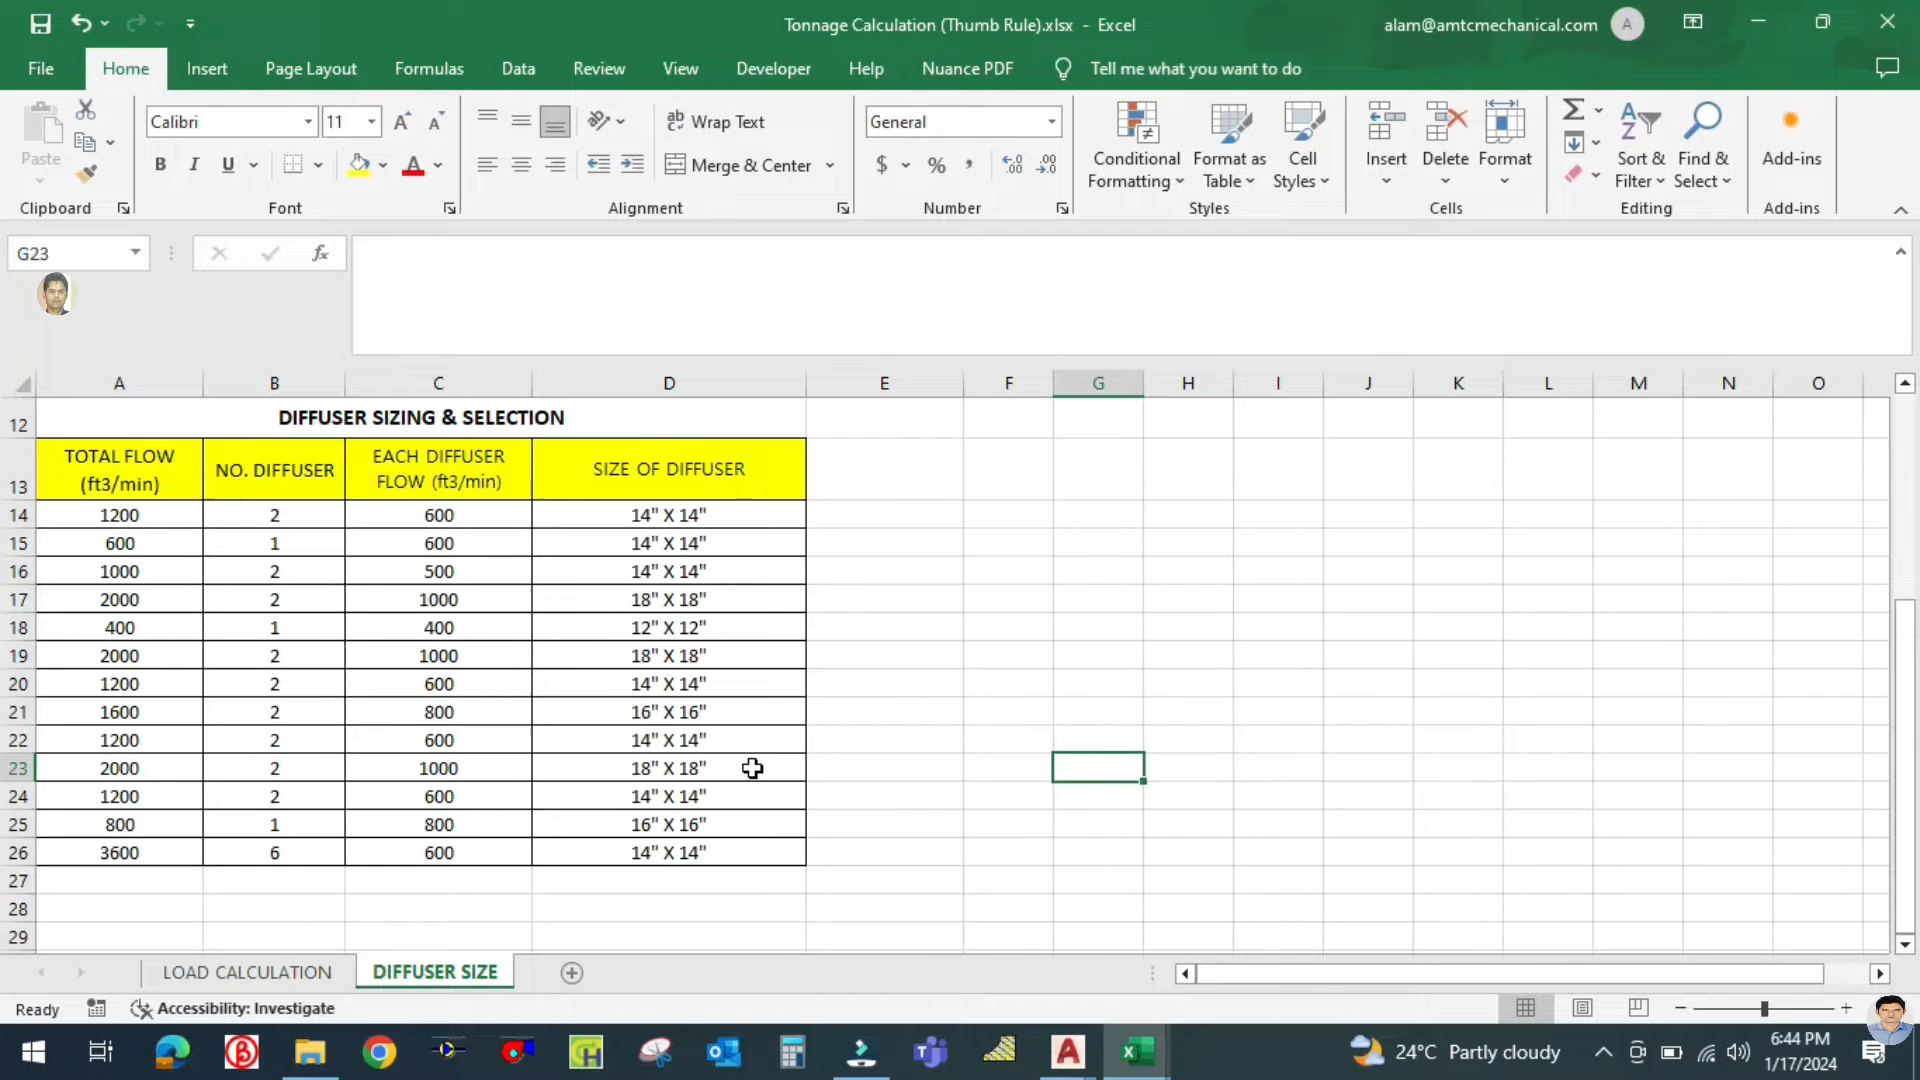 Tonnage Calculation (Thumb Rule).xlsx - Excel
alam@amtcmechanical.com
A
File Home Insert Page Layout Formulas Data Review View Developer Help Nuance PDF Tell me what you want to do
Paste
Calibri 11
Wrap Text
General
B I U
Merge & Center
$ % ,
Conditional Formatting
Format as Table
Cell Styles
Insert Delete Format
Sort & Filter
Find & Select
Add-ins
Clipboard Font Alignment Number Styles Cells Editing Add-ins
G23
fx
A B C D E F G H I J K L M N O
12 DIFFUSER SIZING & SELECTION
13 TOTAL FLOW (ft3/min) NO. DIFFUSER EACH DIFFUSER FLOW (ft3/min) SIZE OF DIFFUSER
14 1200 2 600 14" X 14"
15 600 1 600 14" X 14"
16 1000 2 500 14" X 14"
17 2000 2 1000 18" X 18"
18 400 1 400 12" X 12"
19 2000 2 1000 18" X 18"
20 1200 2 600 14" X 14"
21 1600 2 800 16" X 16"
22 1200 2 600 14" X 14"
23 2000 2 1000 18" X 18"
24 1200 2 600 14" X 14"
25 800 1 800 16" X 16"
26 3600 6 600 14" X 14"
27
28
29
LOAD CALCULATION DIFFUSER SIZE
Ready Accessibility: Investigate
24°C Partly cloudy
6:44 PM
1/17/2024